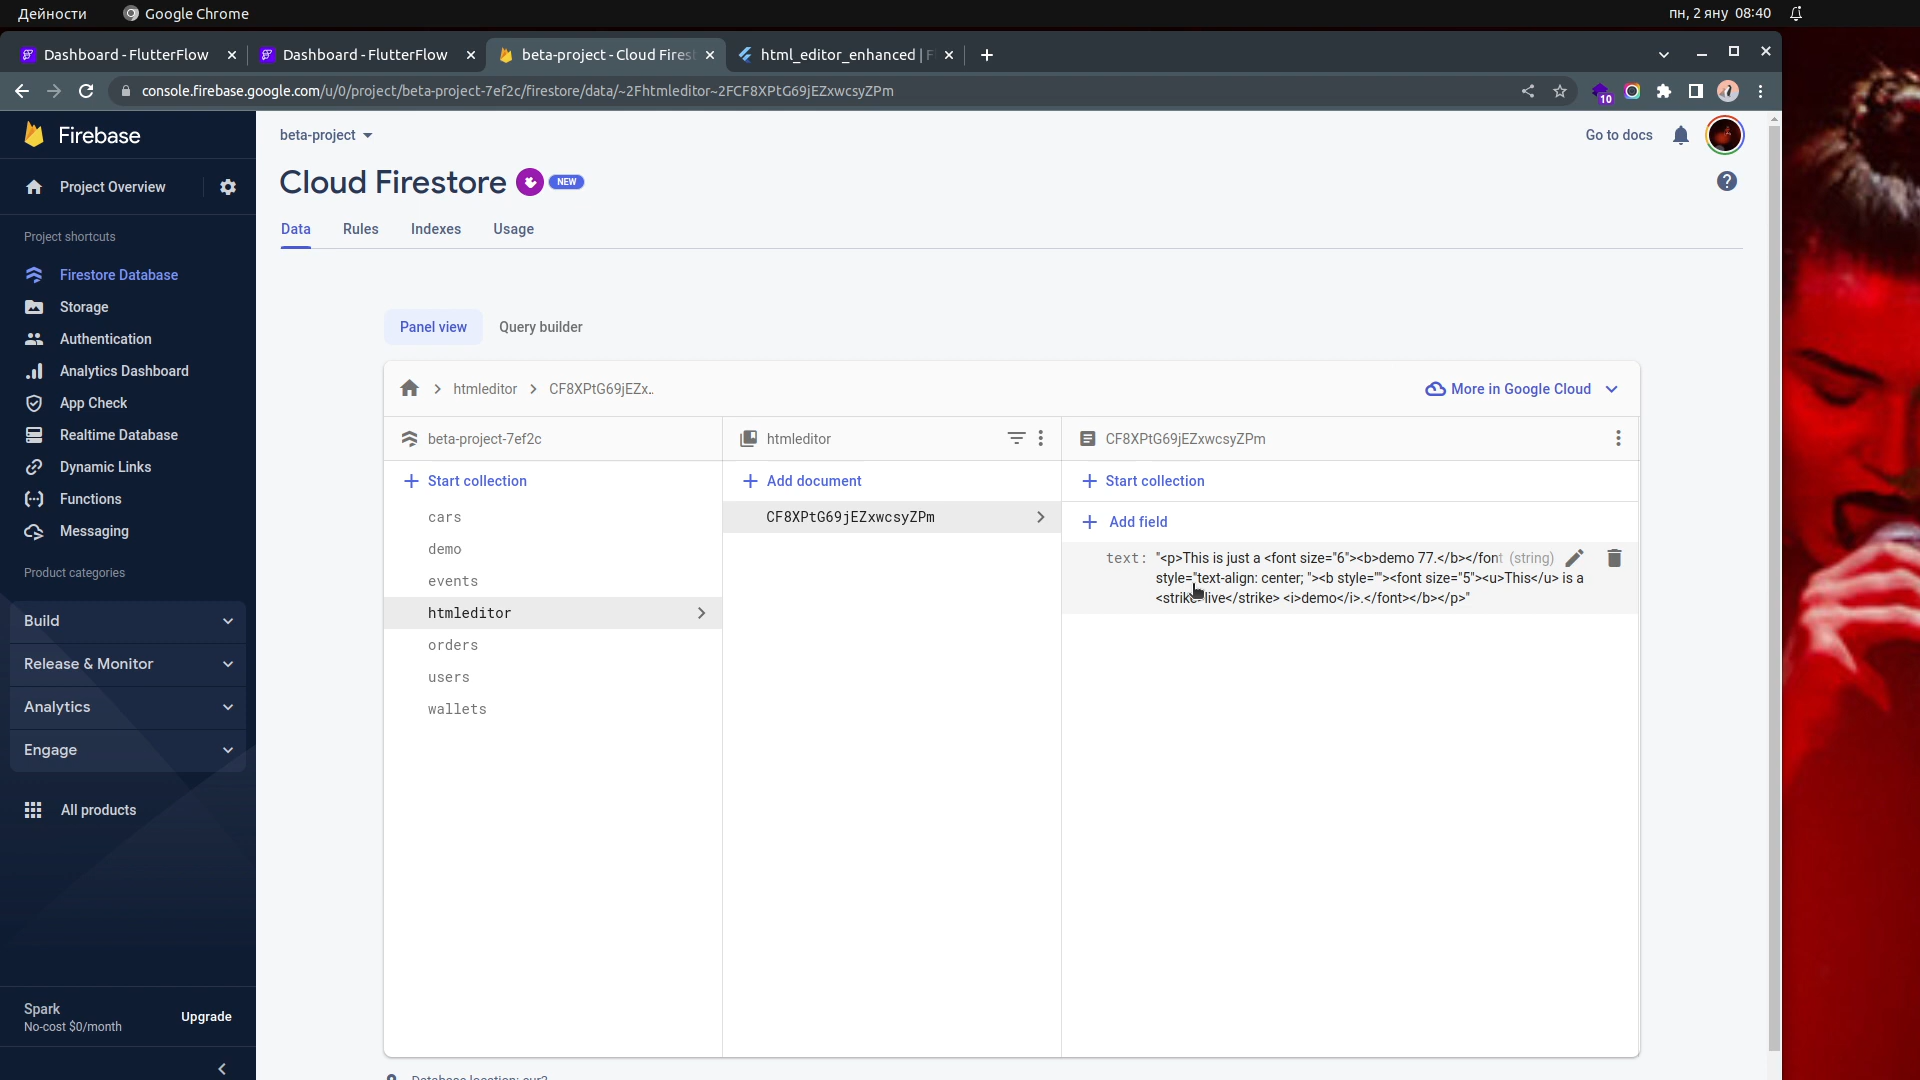 Дейности
Google Chrome
пн, 2 яну 08:40
Dashboard - FlutterFlow
Dashboard - FlutterFlow
beta-project - Cloud Fires
html_editor_enhanced |
console.firebase.google.com/u/0/project/beta-project-7ef2c/firestore/data/~2Fhtmleditor~2FCF8XPtG69jEZxwcsyZPm
10
Firebase
beta-project
Go to docs
Project Overview
Cloud Firestore
NEW
Data
Rules
Indexes
Usage
Project shortcuts
Firestore Database
Storage
Authentication
Analytics Dashboard
App Check
Realtime Database
Dynamic Links
Functions
Messaging
Product categories
Build
Release & Monitor
Analytics
Engage
All products
Spark
No-cost $0/month
Upgrade
Panel view
Query builder
htmleditor
CF8XPtG69jEZx..
More in Google Cloud
beta-project-7ef2c
htmleditor
CF8XPtG69jEZxwcsyZPm
Start collection
Add document
Start collection
cars
demo
events
htmleditor
orders
users
wallets
CF8XPtG69jEZxwcsyZPm
Add field
text: "<p>This is just a <font size="6"><b>demo 77.</b></font (string)
style="text-align: center; "><b style=""><font size="5"><u>This</u> is a
<strike>live</strike> <i>demo</i>.</font></b></p>"
Database location: eur3